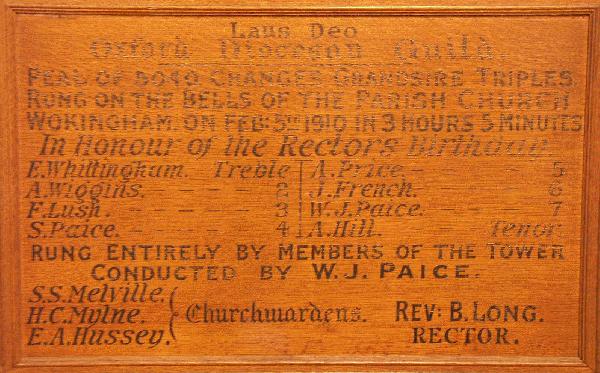 Laus Deo
Oxford Diocesan Guild.
PEAL OF 5040 CHANGES GRANDSIRE TRIPLES
RUNG ON THE BELLS OF THE PARISH CHURCH
WOKINGHAM. ON FEB: 5TH 1910 IN 3 HOURS 5 MINUTES
In Honour of the Rectors Birthday
E. Whittingham. Treble
A. Wiggins. - - - - - 2
F. Lush. - - - - - - 3
S. Paice. - - - - - - 4
A. Price. - - - - - 5
J. French. - - - - 6
W. J. Paice. - - - 7
A. Hill. Tenor.
RUNG ENTIRELY BY MEMBERS OF THE TOWER
CONDUCTED BY W. J. PAICE.
S. S. Melville.
H. C. Mylne.
E. A. Hussey.
Churchwardens.
REV: B. LONG.
RECTOR.